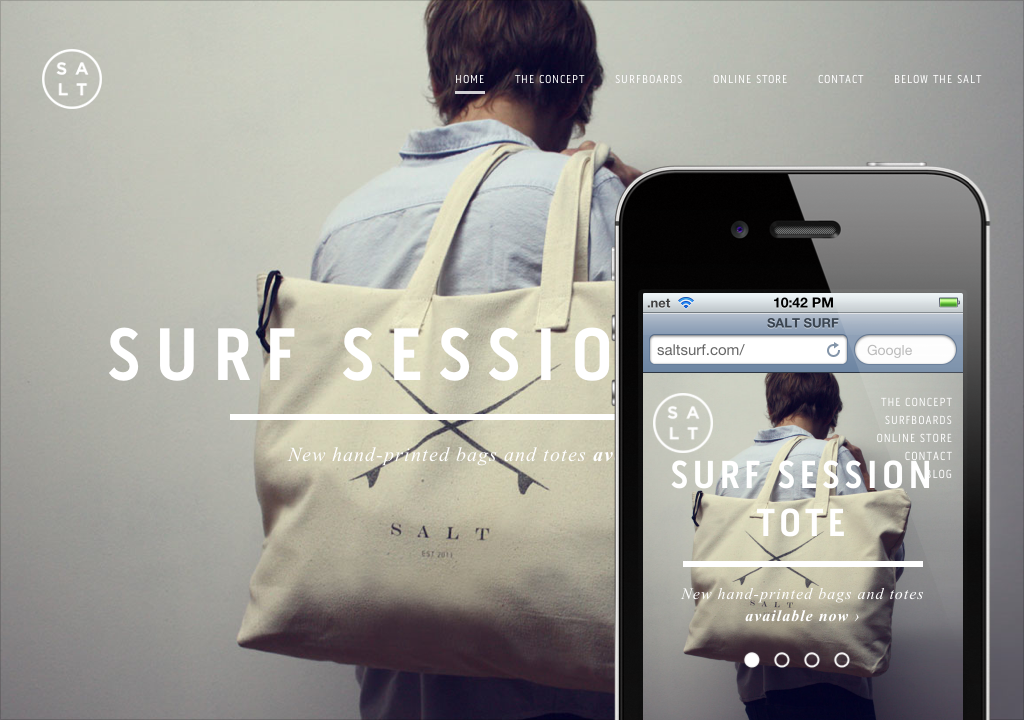 S A
L T
HOME THE CONCEPT SURFBOARDS ONLINE STORE CONTACT BELOW THE SALT
SURF SESSIO
New hand-printed bags and totes av
SALT
EST 2011
.net 10:42 PM
SALT SURF
saltsurf.com/ Google
S A
L T
THE CONCEPT
SURFBOARDS
ONLINE STORE
CONTACT
BLOG
SURF SESSION
TOTE
New hand-printed bags and totes
SALT
available now ›